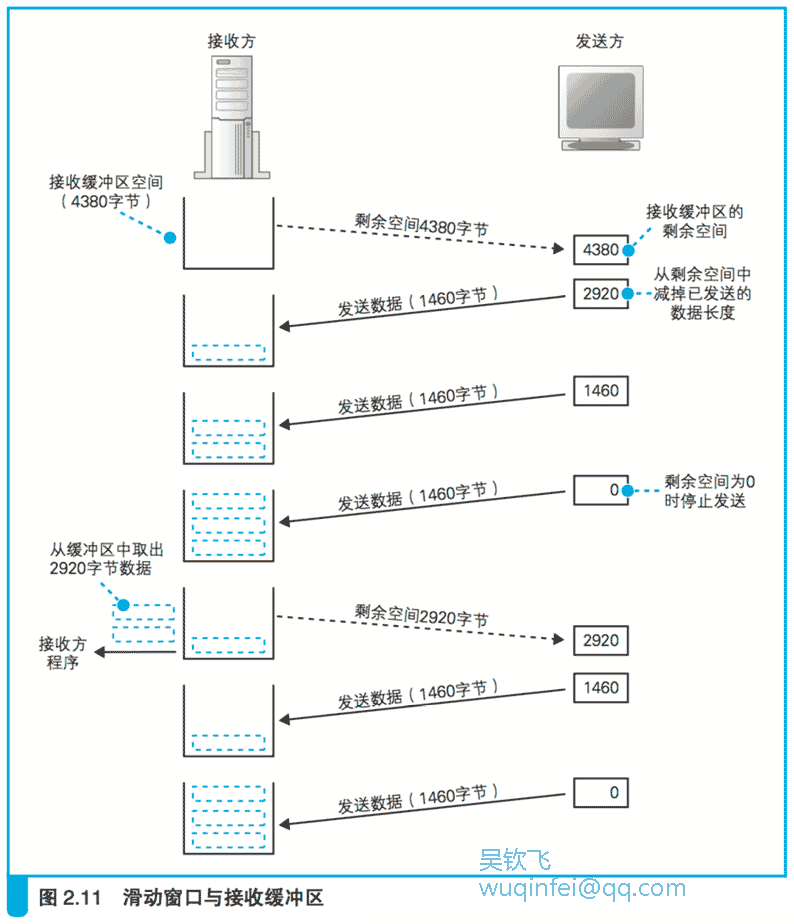 接收方
发送方
接收缓冲区空间
（4380字节）
剩余空间4380字节
4380
接收缓冲区的
剩余空间
发送数据（1460字节）
2920
从剩余空间中
减掉已发送的
数据长度
发送数据（1460字节）
1460
发送数据（1460字节）
0
剩余空间为0
时停止发送
从缓冲区中取出
2920字节数据
接收方
程序
剩余空间2920字节
2920
发送数据（1460字节）
1460
发送数据（1460字节）
0
吴钦飞
wuqinfei@qq.com
图 2.11 滑动窗口与接收缓冲区